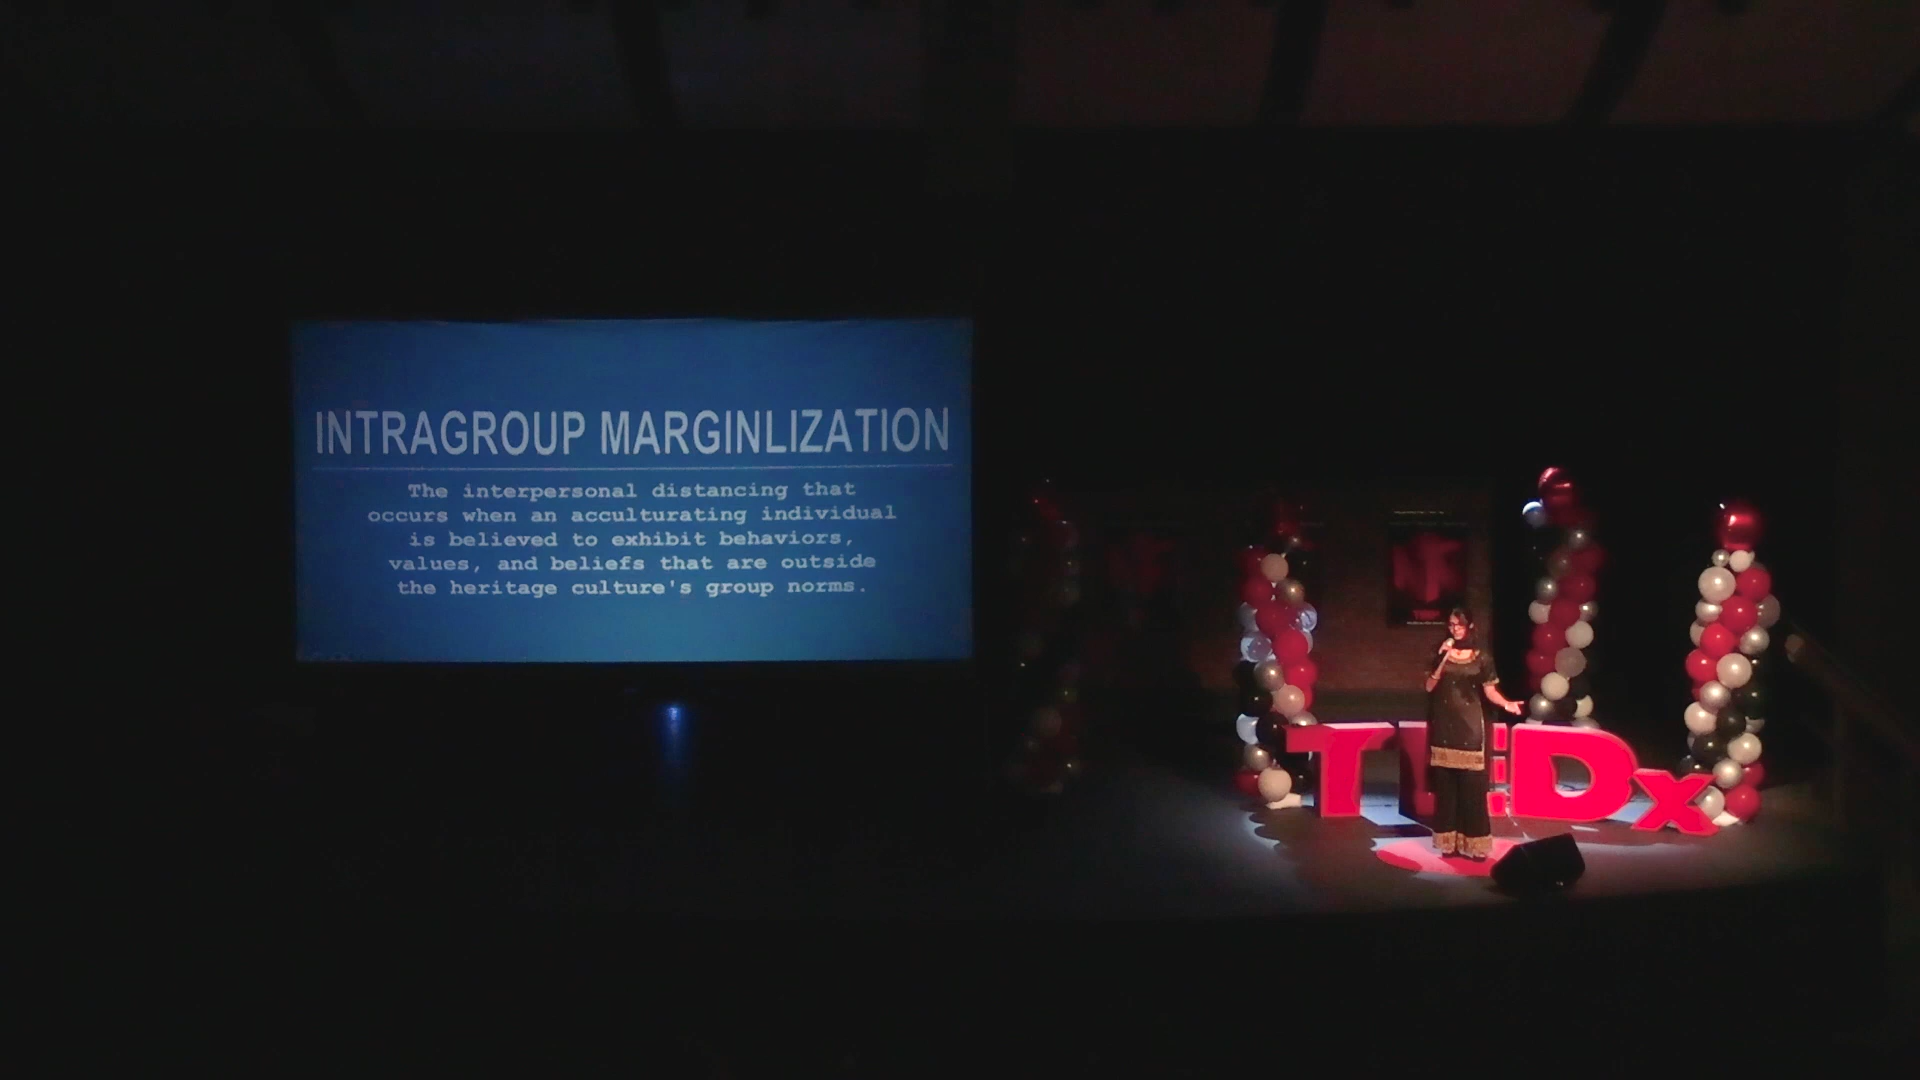 INTRAGROUP MARGINLIZATION
The interpersonal distancing that
occurs when an acculturating individual
is believed to exhibit behaviors,
values, and beliefs that are outside
the heritage culture's group norms.
TEDx